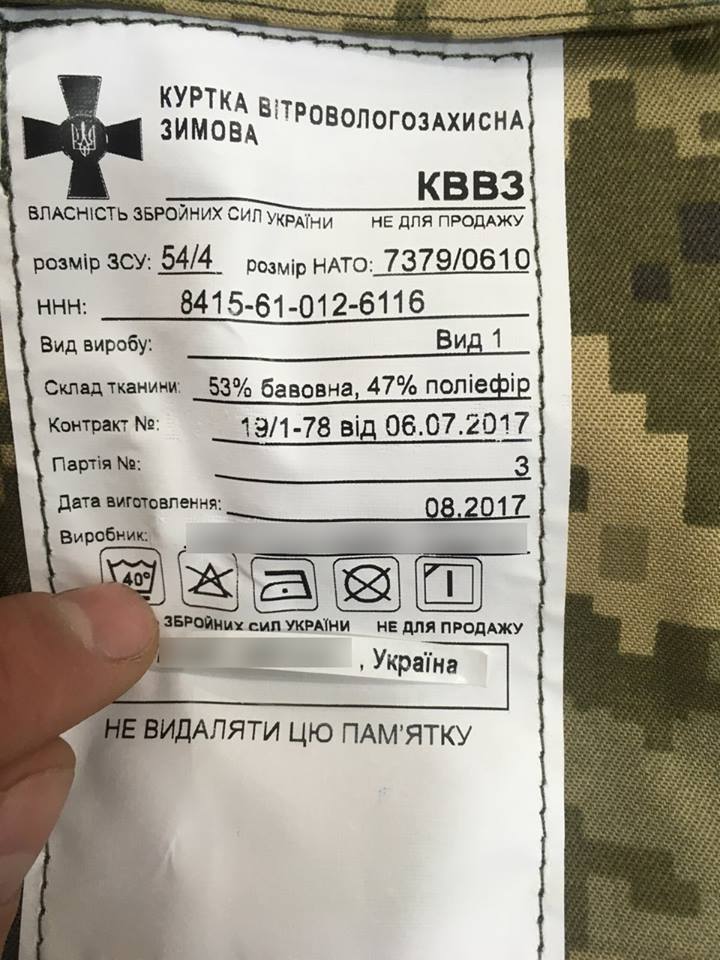 КУРТКА ВІТРОВОЛОГОЗАХИСНА
ЗИМОВА
КВВЗ
ВЛАСНІСТЬ ЗБРОЙНИХ СИЛ УКРАЇНИ НЕ ДЛЯ ПРОДАЖУ
розмір ЗСУ: 54/4 розмір НАТО: 7379/0610
ННН: 8415-61-012-6116
Вид виробу: Вид 1
Склад тканини: 53% бавовна, 47% поліефір
Контракт №: 19/1-78 від 06.07.2017
Партія №: 3
Дата виготовлення: 08.2017
Виробник:
40°
ЗБРОЙНИХ СИЛ УКРАЇНИ НЕ ДЛЯ ПРОДАЖУ
, Україна
НЕ ВИДАЛЯТИ ЦЮ ПАМ'ЯТКУ